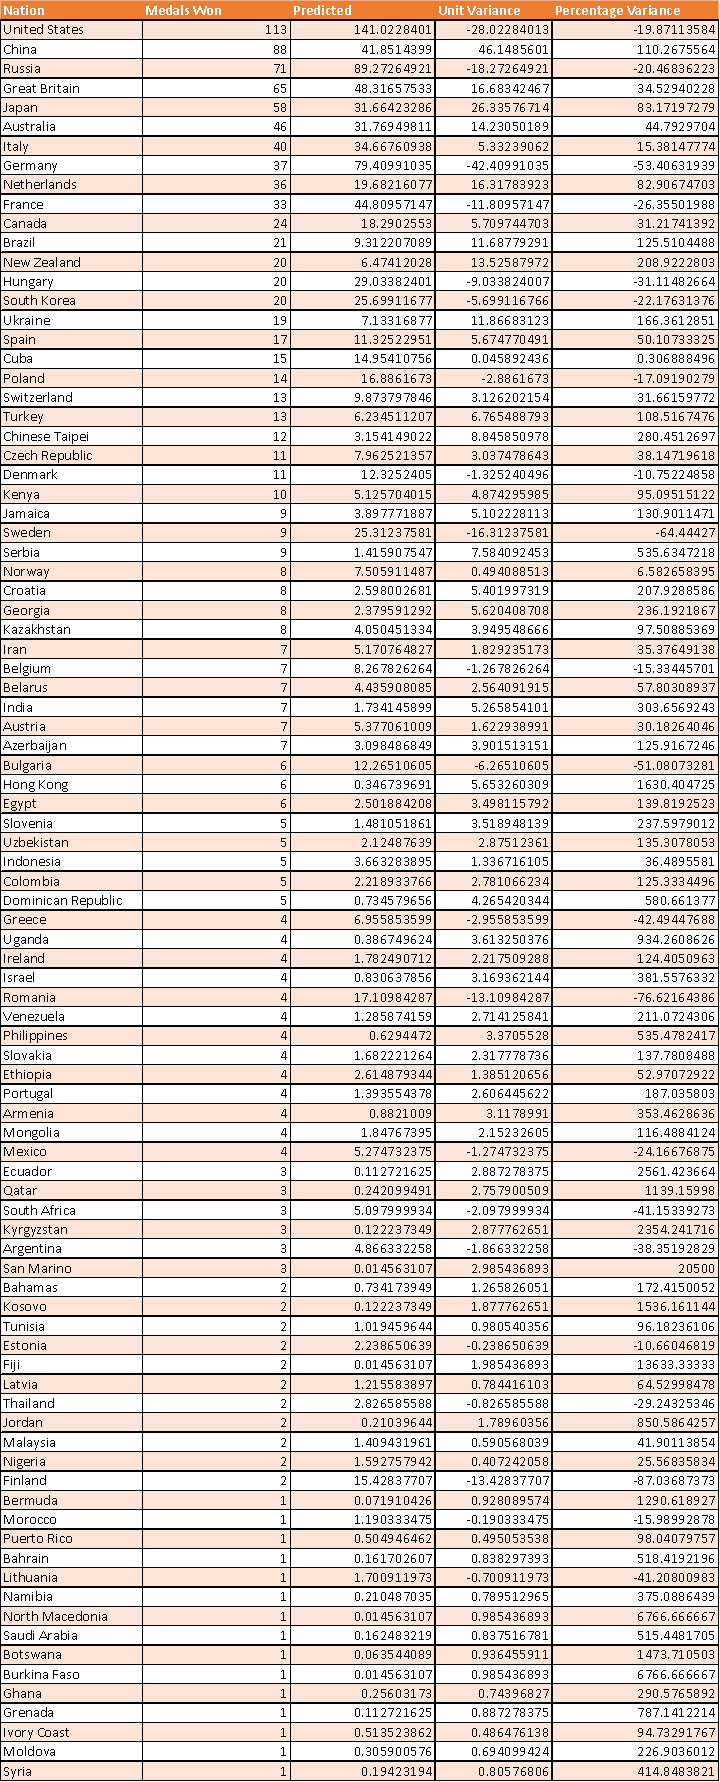 Nation Medals Won Predicted Unit Variance Percentage Variance
United States 113 141.0228401 -28.02284013 -19.87113584
China 88 41.8514399 46.1485601 110.2675564
Russia 71 89.27264921 -18.27264921 -20.46836223
Great Britain 65 48.31657533 16.68342467 34.52940228
Japan 58 31.66423286 26.33576714 83.17197279
Australia 46 31.76949811 14.23050189 44.7929704
Italy 40 34.66760938 5.33239062 15.38147774
Germany 37 79.40991035 -42.40991035 -53.40631939
Netherlands 36 19.68216077 16.31783923 82.90674703
France 33 44.80957147 -11.80957147 -26.35501988
Canada 24 18.2902553 5.709744703 31.21741392
Brazil 21 9.312207089 11.68779291 125.5104488
New Zealand 20 6.47412028 13.52587972 208.9222803
Hungary 20 29.03382401 -9.033824007 -31.11482664
South Korea 20 25.69911677 -5.699116766 -22.17631376
Ukraine 19 7.13316877 11.86683123 166.3612851
Spain 17 11.32522951 5.674770491 50.10733325
Cuba 15 14.95410756 0.045892436 0.306888496
Poland 14 16.8861673 -2.8861673 -17.09190279
Switzerland 13 9.873797846 3.126202154 31.66159772
Turkey 13 6.234511207 6.765488793 108.5167476
Chinese Taipei 12 3.154149022 8.845850978 280.4512697
Czech Republic 11 7.962521357 3.037478643 38.14719618
Denmark 11 12.3252405 -1.325240496 -10.75224858
Kenya 10 5.125704015 4.874295985 95.09515122
Jamaica 9 3.897771887 5.102228113 130.9011471
Sweden 9 25.31237581 -16.31237581 -64.44427
Serbia 9 1.415907547 7.584092453 535.6347218
Norway 8 7.505911487 0.494088513 6.582658395
Croatia 8 2.598002681 5.401997319 207.9288586
Georgia 8 2.379591292 5.620408708 236.1921867
Kazakhstan 8 4.050451334 3.949548666 97.50885369
Iran 7 5.170764827 1.829235173 35.37649138
Belgium 7 8.267826264 -1.267826264 -15.33445701
Belarus 7 4.435908085 2.564091915 57.80308937
India 7 1.734145899 5.265854101 303.6569243
Austria 7 5.377061009 1.622938991 30.18264046
Azerbaijan 7 3.098486849 3.901513151 125.9167246
Bulgaria 6 12.26510605 -6.26510605 -51.08073281
Hong Kong 6 0.346739691 5.653260309 1630.404725
Egypt 6 2.501884208 3.498115792 139.8192523
Slovenia 5 1.481051861 3.518948139 237.5979012
Uzbekistan 5 2.12487639 2.87512361 135.3078053
Indonesia 5 3.663283895 1.336716105 36.4895581
Colombia 5 2.218933766 2.781066234 125.3334496
Dominican Republic 5 0.734579656 4.265420344 580.661377
Greece 4 6.955853599 -2.955853599 -42.49447688
Uganda 4 0.386749624 3.613250376 934.2608626
Ireland 4 1.782490712 2.217509288 124.4050963
Israel 4 0.830637856 3.169362144 381.5576332
Romania 4 17.10984287 -13.10984287 -76.62164386
Venezuela 4 1.285874159 2.714125841 211.0724306
Philippines 4 0.6294472 3.3705528 535.4782417
Slovakia 4 1.682221264 2.317778736 137.7808488
Ethiopia 4 2.614879344 1.385120656 52.97072922
Portugal 4 1.393554378 2.606445622 187.035803
Armenia 4 0.8821009 3.1178991 353.4628636
Mongolia 4 1.84767395 2.15232605 116.4884124
Mexico 4 5.274732375 -1.274732375 -24.16676875
Ecuador 3 0.112721625 2.887278375 2561.423664
Qatar 3 0.242099491 2.757900509 1139.15998
South Africa 3 5.097999934 -2.097999934 -41.15339273
Kyrgyzstan 3 0.122237349 2.877762651 2354.241716
Argentina 3 4.866332258 -1.866332258 -38.35192829
San Marino 3 0.014563107 2.985436893 20500
Bahamas 2 0.734173949 1.265826051 172.4150052
Kosovo 2 0.122237349 1.877762651 1536.161144
Tunisia 2 1.019459644 0.980540356 96.18236106
Estonia 2 2.238650639 -0.238650639 -10.66046819
Fiji 2 0.014563107 1.985436893 13633.33333
Latvia 2 1.215583897 0.784416103 64.52998478
Thailand 2 2.826585588 -0.826585588 -29.24325346
Jordan 2 0.21039644 1.78960356 850.5864257
Malaysia 2 1.409431961 0.590568039 41.90113854
Nigeria 2 1.592757942 0.407242058 25.56835834
Finland 2 15.42837707 -13.42837707 -87.03687373
Bermuda 1 0.071910426 0.928089574 1290.618927
Morocco 1 1.190333475 -0.190333475 -15.98992878
Puerto Rico 1 0.504946462 0.495053538 98.04079757
Bahrain 1 0.161702607 0.838297393 518.4192196
Lithuania 1 1.700911973 -0.700911973 -41.20800983
Namibia 1 0.210487035 0.789512965 375.0886439
North Macedonia 1 0.014563107 0.985436893 6766.666667
Saudi Arabia 1 0.162483219 0.837516781 515.4481705
Botswana 1 0.063544089 0.936455911 1473.710503
Burkina Faso 1 0.014563107 0.985436893 6766.666667
Ghana 1 0.25603173 0.74396827 290.5765892
Grenada 1 0.112721625 0.887278375 787.1412214
Ivory Coast 1 0.513523862 0.486476138 94.73291767
Moldova 1 0.305900576 0.694099424 226.9036012
Syria 1 0.19423194 0.80576806 414.8483821